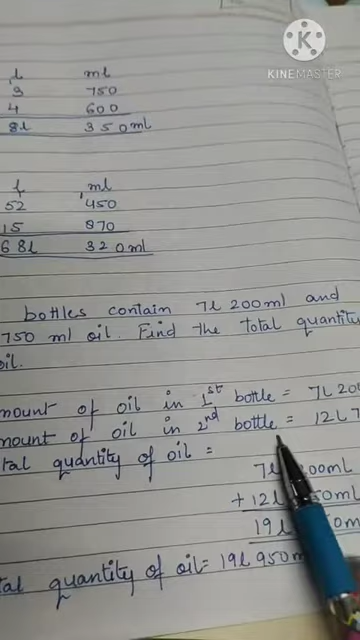 KINEMASTER
l ml
3 750
4 600
8l 350ml
l ml
52 450
15 870
68l 320ml
bottles contain 7l 200ml and
750 ml oil. Find the total quantity
oil.
mount of oil in 1st bottle = 7l 20
mount of oil in 2nd bottle = 12l 7
tal quantity of oil =
7l 00ml
+ 12l 50ml
19l 0m
tal quantity of oil = 19l 950m